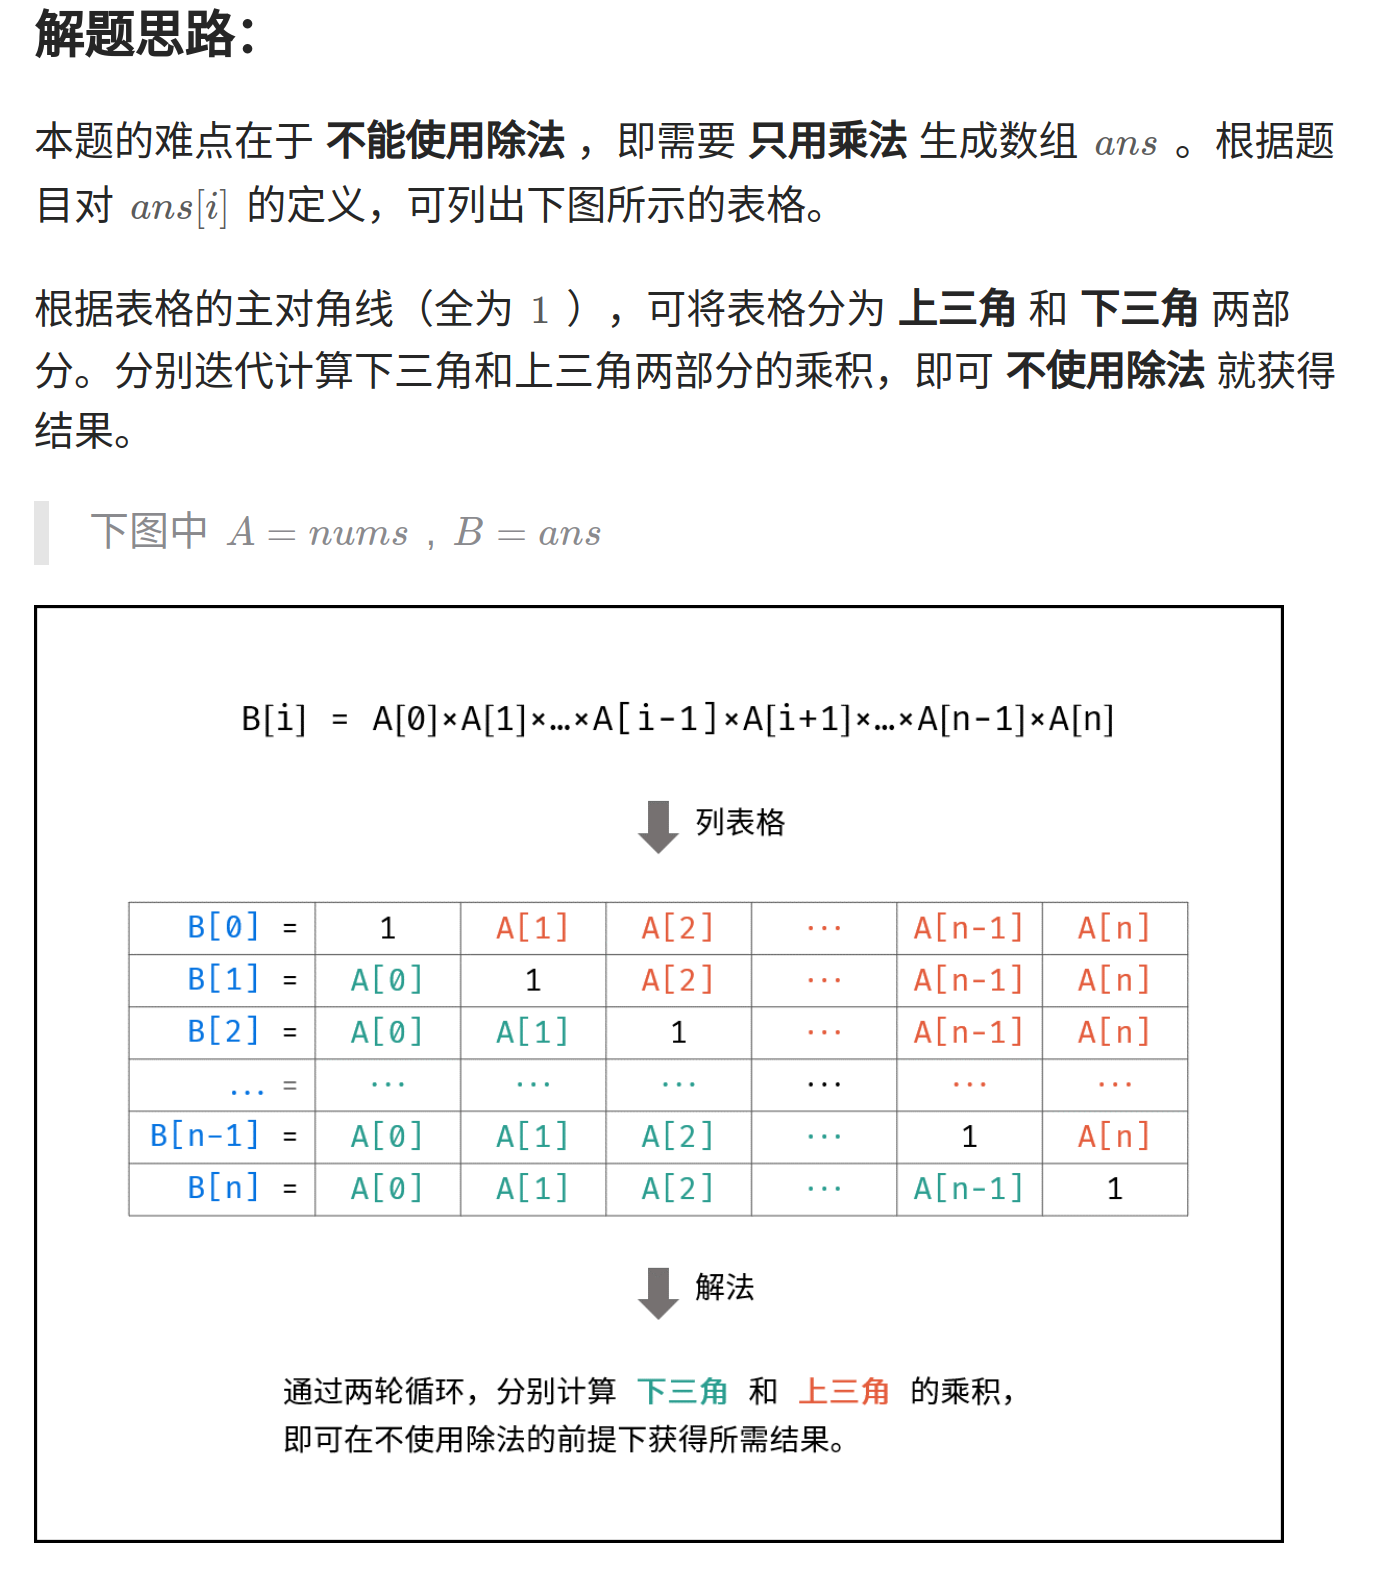 解题思路：
本题的难点在于 不能使用除法 ，即需要 只用乘法 生成数组 ans 。根据题
目对 ans[i] 的定义，可列出下图所示的表格。
根据表格的主对角线（全为 1 ），可将表格分为 上三角 和 下三角 两部
分。分别迭代计算下三角和上三角两部分的乘积，即可 不使用除法 就获得
结果。
下图中 A = nums , B = ans
B[i] = A[0]×A[1]×…×A[i-1]×A[i+1]×…×A[n-1]×A[n]
列表格
B[0] = 1 A[1] A[2] ··· A[n-1] A[n]
B[1] = A[0] 1 A[2] ··· A[n-1] A[n]
B[2] = A[0] A[1] 1 ··· A[n-1] A[n]
... = ··· ··· ··· ··· ··· ···
B[n-1] = A[0] A[1] A[2] ··· 1 A[n]
B[n] = A[0] A[1] A[2] ··· A[n-1] 1
解法
通过两轮循环，分别计算 下三角 和 上三角 的乘积，
即可在不使用除法的前提下获得所需结果。